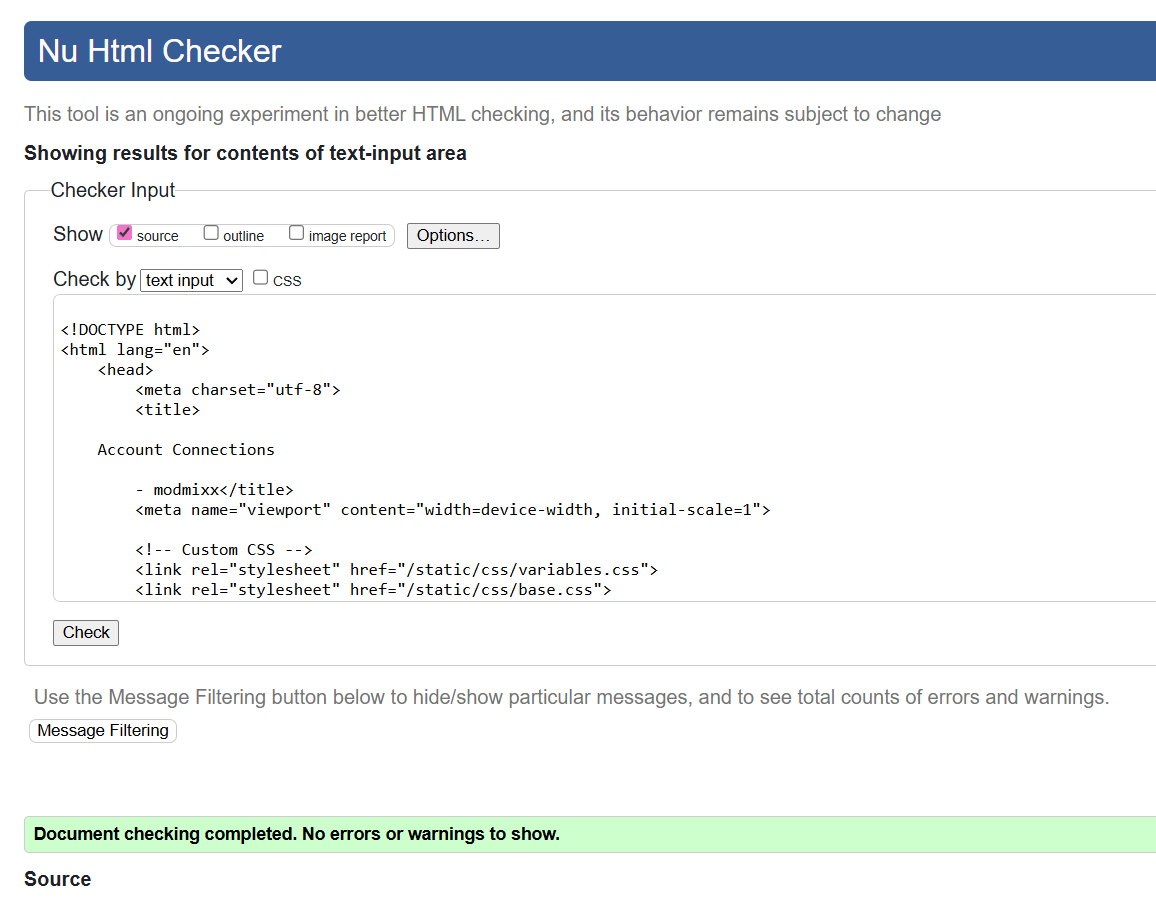 Nu Html Checker
This tool is an ongoing experiment in better HTML checking, and its behavior remains subject to change
Showing results for contents of text-input area
Checker Input
Show source outline image report Options...
Check by text input CSS
<!DOCTYPE html>
<html lang="en">
    <head>
        <meta charset="utf-8">
        <title>
    Account Connections
        - modmixx</title>
        <meta name="viewport" content="width=device-width, initial-scale=1">
        <!-- Custom CSS -->
        <link rel="stylesheet" href="/static/css/variables.css">
        <link rel="stylesheet" href="/static/css/base.css">
Check
Use the Message Filtering button below to hide/show particular messages, and to see total counts of errors and warnings.
Message Filtering
Document checking completed. No errors or warnings to show.
Source